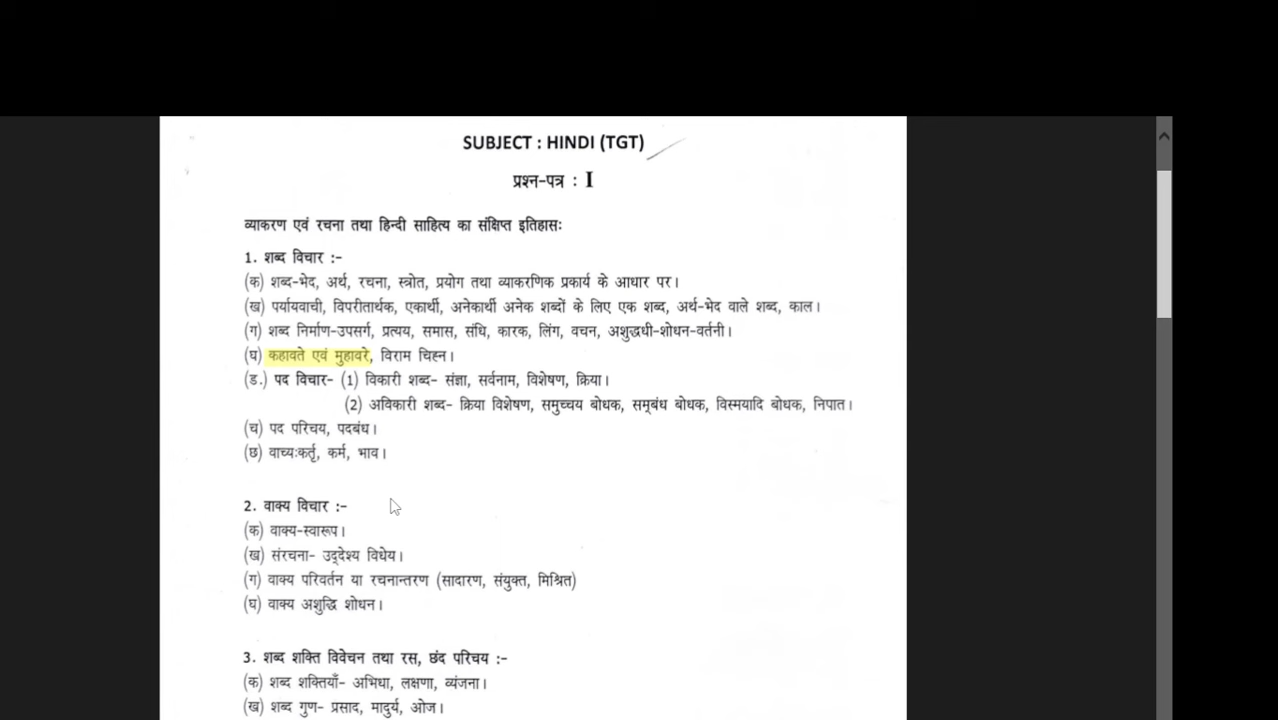 SUBJECT : HINDI (TGT)
प्रश्न-पत्र : I
व्याकरण एवं रचना तथा हिन्दी साहित्य का संक्षिप्त इतिहासः
1. शब्द विचार :-
(क) शब्द-भेद, अर्थ, रचना, स्त्रोत, प्रयोग तथा व्याकरणिक प्रकार्य के आधार पर।
(ख) पर्यायवाची, विपरीतार्थक, एकार्थी, अनेकार्थी अनेक शब्दों के लिए एक शब्द, अर्थ-भेद वाले शब्द, काल।
(ग) शब्द निर्माण-उपसर्ग, प्रत्यय, समास, संधि, कारक, लिंग, वचन, अशुद्धधी-शोधन-वर्तनी।
(घ) कहावते एवं मुहावरे, विराम चिह्न।
(ड.) पद विचार- (1) विकारी शब्द- संज्ञा, सर्वनाम, विशेषण, क्रिया।
(2) अविकारी शब्द- क्रिया विशेषण, समुच्चय बोधक, सम्बंध बोधक, विस्मयादि बोधक, निपात।
(च) पद परिचय, पदबंध।
(छ) वाच्यःकर्तृ, कर्म, भाव।
2. वाक्य विचार :-
(क) वाक्य-स्वारूप।
(ख) संरचना- उद्देश्य विधेय।
(ग) वाक्य परिवर्तन या रचनान्तरण (सादारण, संयुक्त, मिश्रित)
(घ) वाक्य अशुद्धि शोधन।
3. शब्द शक्ति विवेचन तथा रस, छंद परिचय :-
(क) शब्द शक्तियाँ- अभिधा, लक्षणा, व्यंजना।
(ख) शब्द गुण- प्रसाद, मादुर्य, ओज।